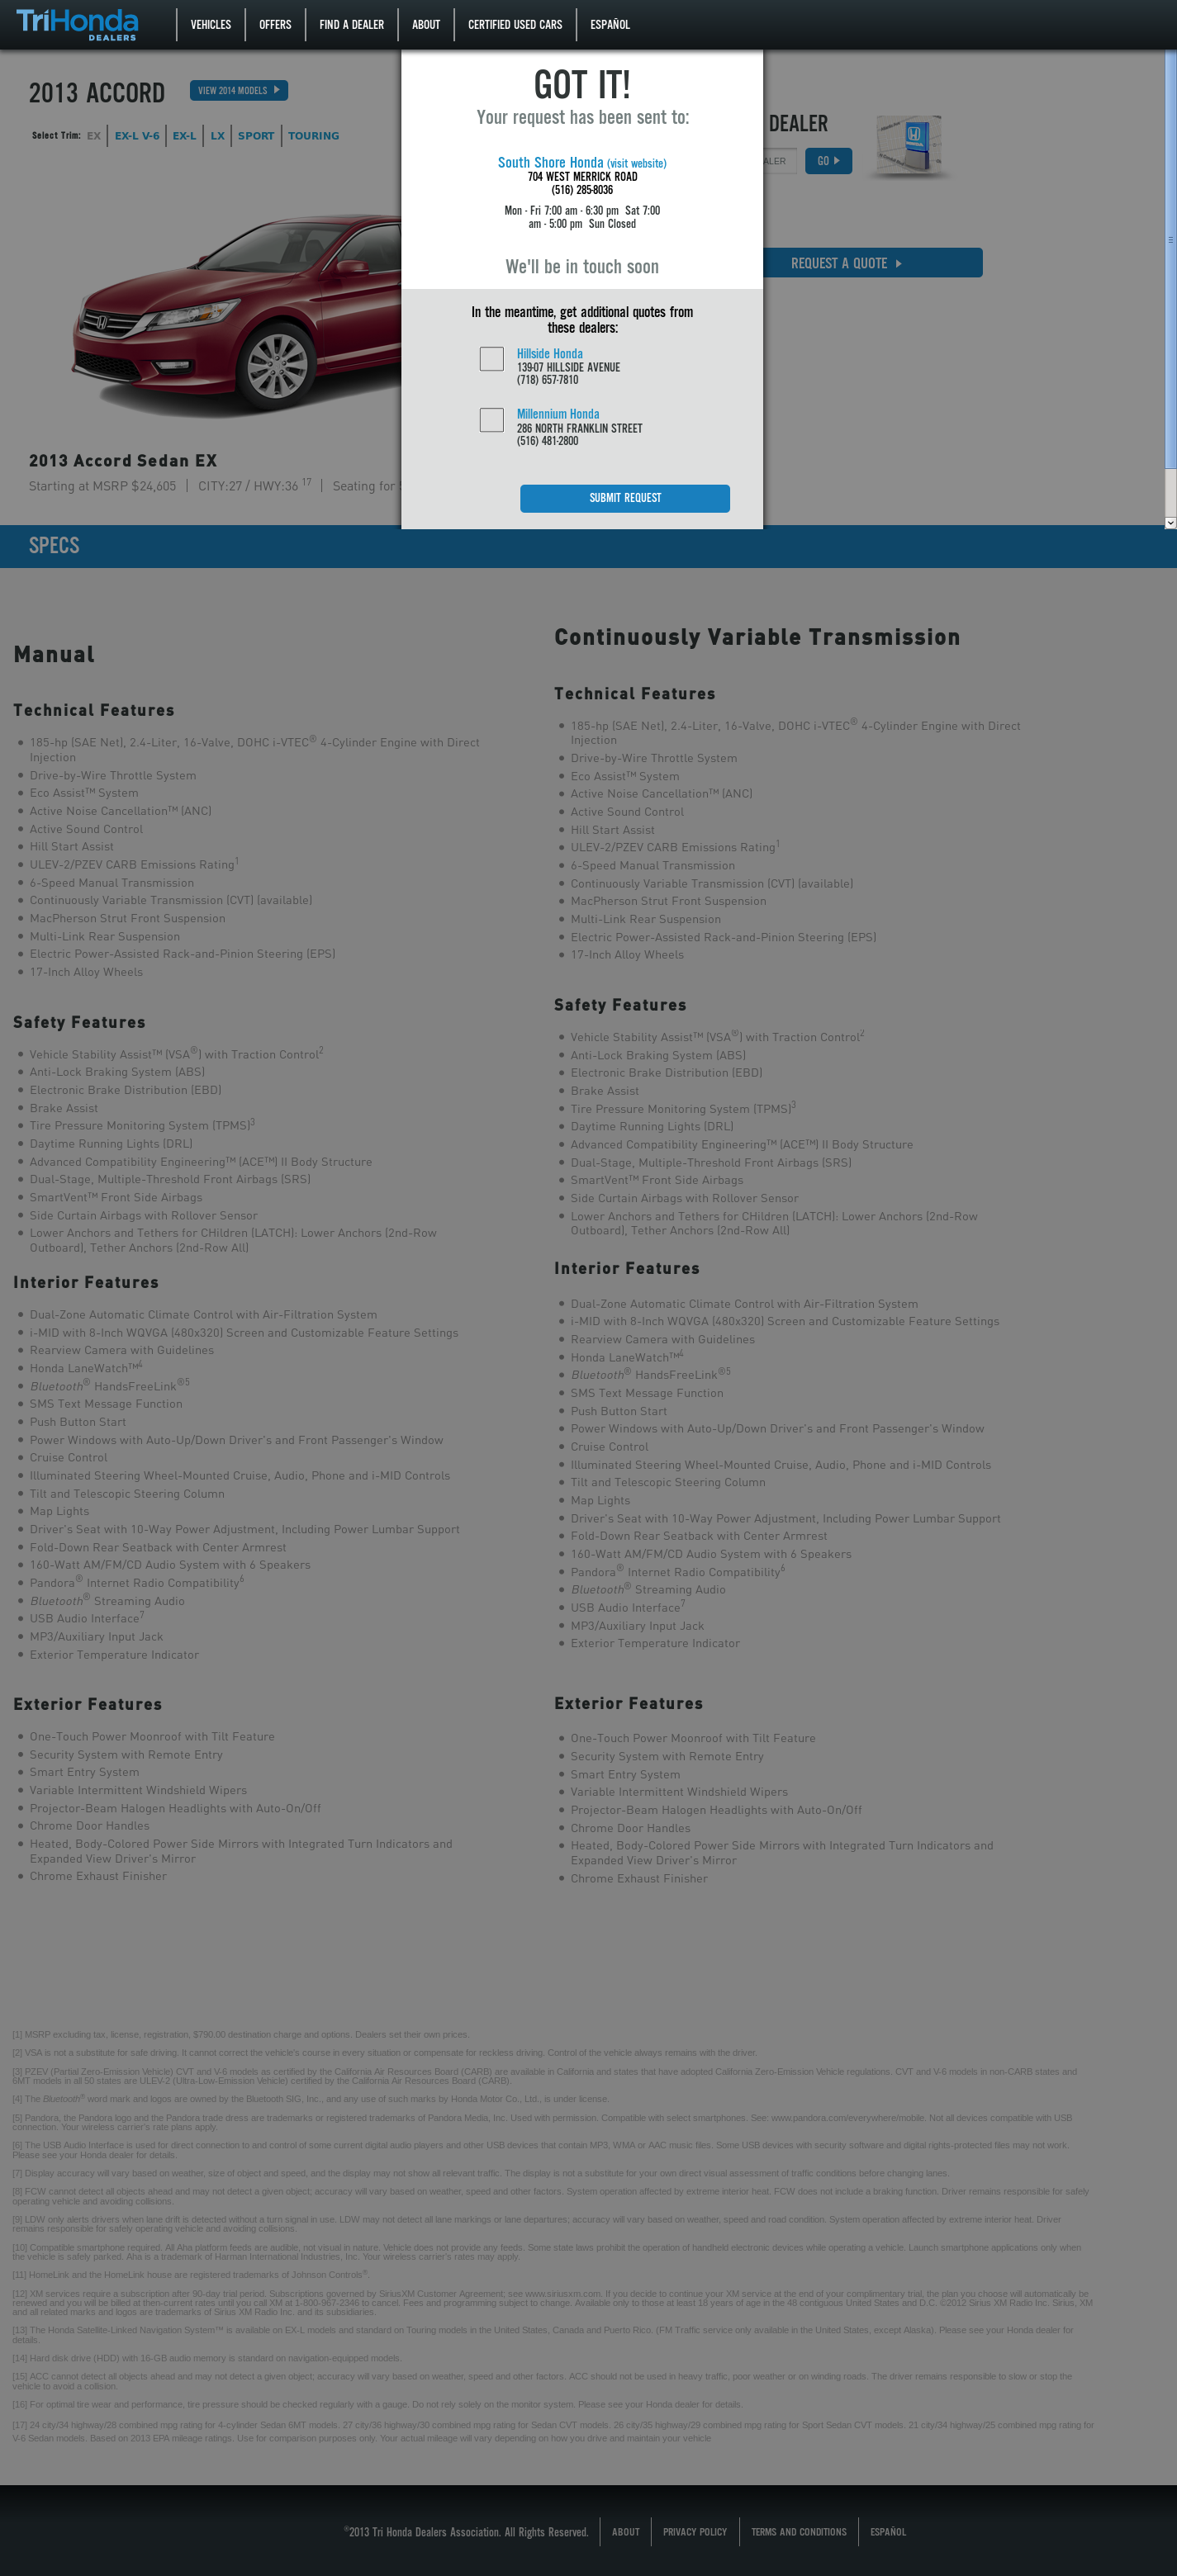 TriHonda
DEALERS
VEHICLES
OFFERS
FIND A DEALER
ABOUT
CERTIFIED USED CARS
ESPAÑOL
2013 ACCORD
VIEW 2014 MODELS
Select Trim: EX EX-L V-6 EX-L LX SPORT TOURING
DEALER
ALER
GO
REQUEST A QUOTE
2013 Accord Sedan EX
Starting at MSRP $24,605 | CITY:27 / HWY:36 17 | Seating for
GOT IT!
Your request has been sent to:
South Shore Honda (visit website)
704 WEST MERRICK ROAD
(516) 285-8036
Mon - Fri 7:00 am - 6:30 pm Sat 7:00
am - 5:00 pm Sun Closed
We'll be in touch soon
In the meantime, get additional quotes from
these dealers:
Hillside Honda
139-07 HILLSIDE AVENUE
(718) 657-7810
Millennium Honda
286 NORTH FRANKLIN STREET
(516) 481-2800
SUBMIT REQUEST
SPECS
Manual
Technical Features
185-hp (SAE Net), 2.4-Liter, 16-Valve, DOHC i-VTEC® 4-Cylinder Engine with Direct
Injection
Drive-by-Wire Throttle System
Eco Assist™ System
Active Noise Cancellation™ (ANC)
Active Sound Control
Hill Start Assist
ULEV-2/PZEV CARB Emissions Rating1
6-Speed Manual Transmission
Continuously Variable Transmission (CVT) (available)
MacPherson Strut Front Suspension
Multi-Link Rear Suspension
Electric Power-Assisted Rack-and-Pinion Steering (EPS)
17-Inch Alloy Wheels
Safety Features
Vehicle Stability Assist™ (VSA®) with Traction Control2
Anti-Lock Braking System (ABS)
Electronic Brake Distribution (EBD)
Brake Assist
Tire Pressure Monitoring System (TPMS)3
Daytime Running Lights (DRL)
Advanced Compatibility Engineering™ (ACE™) II Body Structure
Dual-Stage, Multiple-Threshold Front Airbags (SRS)
SmartVent™ Front Side Airbags
Side Curtain Airbags with Rollover Sensor
Lower Anchors and Tethers for CHildren (LATCH): Lower Anchors (2nd-Row
Outboard), Tether Anchors (2nd-Row All)
Interior Features
Dual-Zone Automatic Climate Control with Air-Filtration System
i-MID with 8-Inch WQVGA (480x320) Screen and Customizable Feature Settings
Rearview Camera with Guidelines
Honda LaneWatch™4
Bluetooth® HandsFreeLink®5
SMS Text Message Function
Push Button Start
Power Windows with Auto-Up/Down Driver's and Front Passenger's Window
Cruise Control
Illuminated Steering Wheel-Mounted Cruise, Audio, Phone and i-MID Controls
Tilt and Telescopic Steering Column
Map Lights
Driver's Seat with 10-Way Power Adjustment, Including Power Lumbar Support
Fold-Down Rear Seatback with Center Armrest
160-Watt AM/FM/CD Audio System with 6 Speakers
Pandora® Internet Radio Compatibility6
Bluetooth® Streaming Audio
USB Audio Interface7
MP3/Auxiliary Input Jack
Exterior Temperature Indicator
Exterior Features
One-Touch Power Moonroof with Tilt Feature
Security System with Remote Entry
Smart Entry System
Variable Intermittent Windshield Wipers
Projector-Beam Halogen Headlights with Auto-On/Off
Chrome Door Handles
Heated, Body-Colored Power Side Mirrors with Integrated Turn Indicators and
Expanded View Driver's Mirror
Chrome Exhaust Finisher
Continuously Variable Transmission
Technical Features
185-hp (SAE Net), 2.4-Liter, 16-Valve, DOHC i-VTEC® 4-Cylinder Engine with Direct
Injection
Drive-by-Wire Throttle System
Eco Assist™ System
Active Noise Cancellation™ (ANC)
Active Sound Control
Hill Start Assist
ULEV-2/PZEV CARB Emissions Rating1
6-Speed Manual Transmission
Continuously Variable Transmission (CVT) (available)
MacPherson Strut Front Suspension
Multi-Link Rear Suspension
Electric Power-Assisted Rack-and-Pinion Steering (EPS)
17-Inch Alloy Wheels
Safety Features
Vehicle Stability Assist™ (VSA®) with Traction Control2
Anti-Lock Braking System (ABS)
Electronic Brake Distribution (EBD)
Brake Assist
Tire Pressure Monitoring System (TPMS)3
Daytime Running Lights (DRL)
Advanced Compatibility Engineering™ (ACE™) II Body Structure
Dual-Stage, Multiple-Threshold Front Airbags (SRS)
SmartVent™ Front Side Airbags
Side Curtain Airbags with Rollover Sensor
Lower Anchors and Tethers for CHildren (LATCH): Lower Anchors (2nd-Row
Outboard), Tether Anchors (2nd-Row All)
Interior Features
Dual-Zone Automatic Climate Control with Air-Filtration System
i-MID with 8-Inch WQVGA (480x320) Screen and Customizable Feature Settings
Rearview Camera with Guidelines
Honda LaneWatch™4
Bluetooth® HandsFreeLink®5
SMS Text Message Function
Push Button Start
Power Windows with Auto-Up/Down Driver's and Front Passenger's Window
Cruise Control
Illuminated Steering Wheel-Mounted Cruise, Audio, Phone and i-MID Controls
Tilt and Telescopic Steering Column
Map Lights
Driver's Seat with 10-Way Power Adjustment, Including Power Lumbar Support
Fold-Down Rear Seatback with Center Armrest
160-Watt AM/FM/CD Audio System with 6 Speakers
Pandora® Internet Radio Compatibility6
Bluetooth® Streaming Audio
USB Audio Interface7
MP3/Auxiliary Input Jack
Exterior Temperature Indicator
Exterior Features
One-Touch Power Moonroof with Tilt Feature
Security System with Remote Entry
Smart Entry System
Variable Intermittent Windshield Wipers
Projector-Beam Halogen Headlights with Auto-On/Off
Chrome Door Handles
Heated, Body-Colored Power Side Mirrors with Integrated Turn Indicators and
Expanded View Driver's Mirror
Chrome Exhaust Finisher
[1] MSRP excluding tax, license, registration, $790.00 destination charge and options. Dealers set their own prices.
[2] VSA is not a substitute for safe driving. It cannot correct the vehicle's course in every situation or compensate for reckless driving. Control of the vehicle always remains with the driver.
[3] PZEV (Partial Zero-Emission Vehicle) CVT and V-6 models as certified by the California Air Resources Board (CARB) are available in California and states that have adopted California Zero-Emission Vehicle regulations. CVT and V-6 models in non-CARB states and
6MT models in all 50 states are ULEV-2 (Ultra-Low-Emission Vehicle) certified by the California Air Resources Board (CARB).
[4] The Bluetooth® word mark and logos are owned by the Bluetooth SIG, Inc., and any use of such marks by Honda Motor Co., Ltd., is under license.
[5] Pandora, the Pandora logo and the Pandora trade dress are trademarks or registered trademarks of Pandora Media, Inc. Used with permission. Compatible with select smartphones. See: www.pandora.com/everywhere/mobile. Not all devices compatible with USB
connection. Your wireless carrier's rate plans apply.
[6] The USB Audio Interface is used for direct connection to and control of some current digital audio players and other USB devices that contain MP3, WMA or AAC music files. Some USB devices with security software and digital rights-protected files may not work.
Please see your Honda dealer for details.
[7] Display accuracy will vary based on weather, size of object and speed, and the display may not show all relevant traffic. The display is not a substitute for your own direct visual assessment of traffic conditions before changing lanes.
[8] FCW cannot detect all objects ahead and may not detect a given object; accuracy will vary based on weather, speed and other factors. System operation affected by extreme interior heat. FCW does not include a braking function. Driver remains responsible for safely
operating vehicle and avoiding collisions.
[9] LDW only alerts drivers when lane drift is detected without a turn signal in use. LDW may not detect all lane markings or lane departures; accuracy will vary based on weather, speed and road condition. System operation affected by extreme interior heat. Driver
remains responsible for safely operating vehicle and avoiding collisions.
[10] Compatible smartphone required. All Aha platform feeds are audible, not visual in nature. Vehicle does not provide any feeds. Some state laws prohibit the operation of handheld electronic devices while operating a vehicle. Launch smartphone applications only when
the vehicle is safely parked. Aha is a trademark of Harman International Industries, Inc. Your wireless carrier's rates may apply.
[11] HomeLink and the HomeLink house are registered trademarks of Johnson Controls®.
[12] XM services require a subscription after 90-day trial period. Subscriptions governed by SiriusXM Customer Agreement; see www.siriusxm.com. If you decide to continue your XM service at the end of your complimentary trial, the plan you choose will automatically be
renewed and you will be billed at then-current rates until you call XM at 1-800-967-2346 to cancel. Fees and programming subject to change. Available only to those at least 18 years of age in the 48 contiguous United States and D.C. ©2012 Sirius XM Radio Inc. Sirius, XM
and all related marks and logos are trademarks of Sirius XM Radio Inc. and its subsidiaries.
[13] The Honda Satellite-Linked Navigation System™ is available on EX-L models and standard on Touring models in the United States, Canada and Puerto Rico. (FM Traffic service only available in the United States, except Alaska). Please see your Honda dealer for
details.
[14] Hard disk drive (HDD) with 16-GB audio memory is standard on navigation-equipped models.
[15] ACC cannot detect all objects ahead and may not detect a given object; accuracy will vary based on weather, speed and other factors. ACC should not be used in heavy traffic, poor weather or on winding roads. The driver remains responsible to slow or stop the
vehicle to avoid a collision.
[16] For optimal tire wear and performance, tire pressure should be checked regularly with a gauge. Do not rely solely on the monitor system. Please see your Honda dealer for details.
[17] 24 city/34 highway/28 combined mpg rating for 4-cylinder Sedan 6MT models. 27 city/36 highway/30 combined mpg rating for Sedan CVT models. 26 city/35 highway/29 combined mpg rating for Sport Sedan CVT models. 21 city/34 highway/25 combined mpg rating for
V-6 Sedan models. Based on 2013 EPA mileage ratings. Use for comparison purposes only. Your actual mileage will vary depending on how you drive and maintain your vehicle
®2013 Tri Honda Dealers Association. All Rights Reserved.
ABOUT
PRIVACY POLICY
TERMS AND CONDITIONS
ESPAÑOL